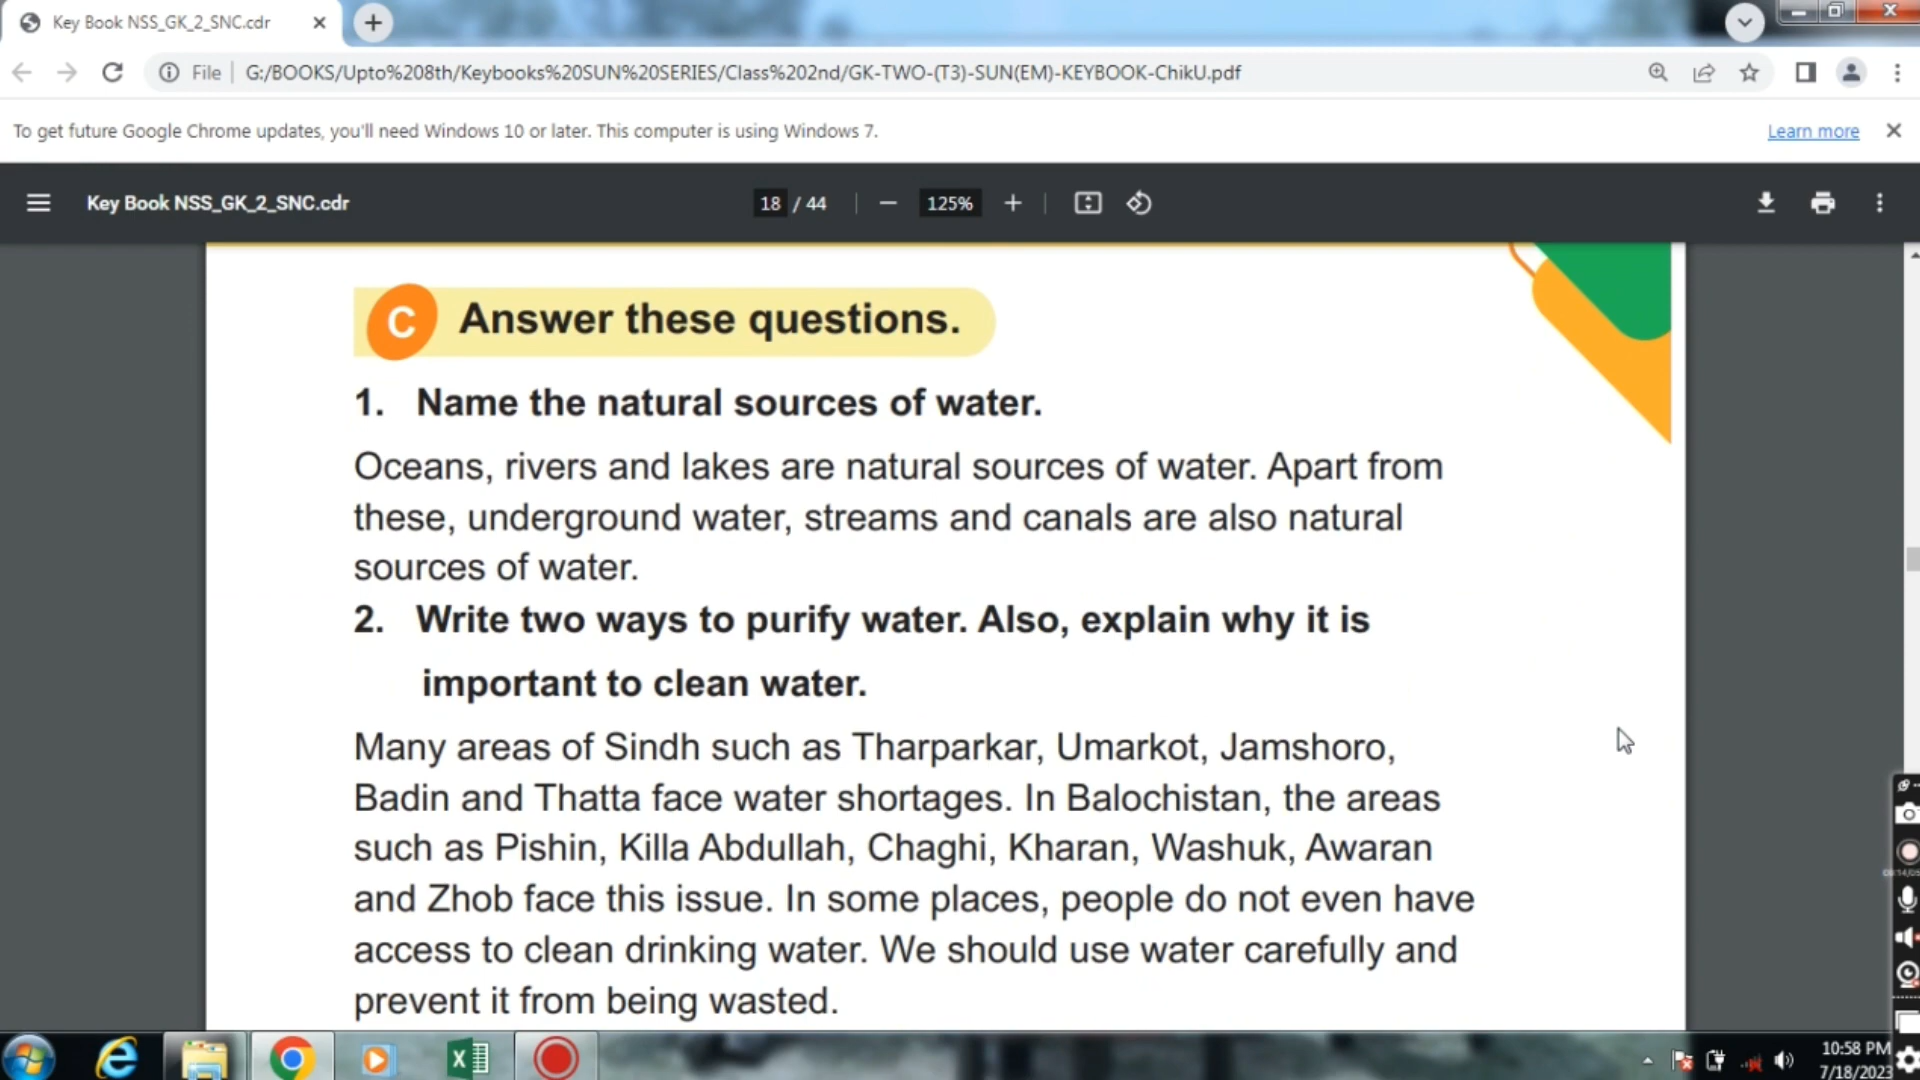 Key Book NSS_GK_2_SNC.cdr
File G:/BOOKS/Upto%208th/Keybooks%20SUN%20SERIES/Class%202nd/GK-TWO-(T3)-SUN(EM)-KEYBOOK-ChikU.pdf
To get future Google Chrome updates, you'll need Windows 10 or later. This computer is using Windows 7. Learn more
Key Book NSS_GK_2_SNC.cdr 18 / 44 125%
C Answer these questions.
1. Name the natural sources of water.
Oceans, rivers and lakes are natural sources of water. Apart from
these, underground water, streams and canals are also natural
sources of water.
2. Write two ways to purify water. Also, explain why it is
important to clean water.
Many areas of Sindh such as Tharparkar, Umarkot, Jamshoro,
Badin and Thatta face water shortages. In Balochistan, the areas
such as Pishin, Killa Abdullah, Chaghi, Kharan, Washuk, Awaran
and Zhob face this issue. In some places, people do not even have
access to clean drinking water. We should use water carefully and
prevent it from being wasted.
10:58 PM
7/18/2023